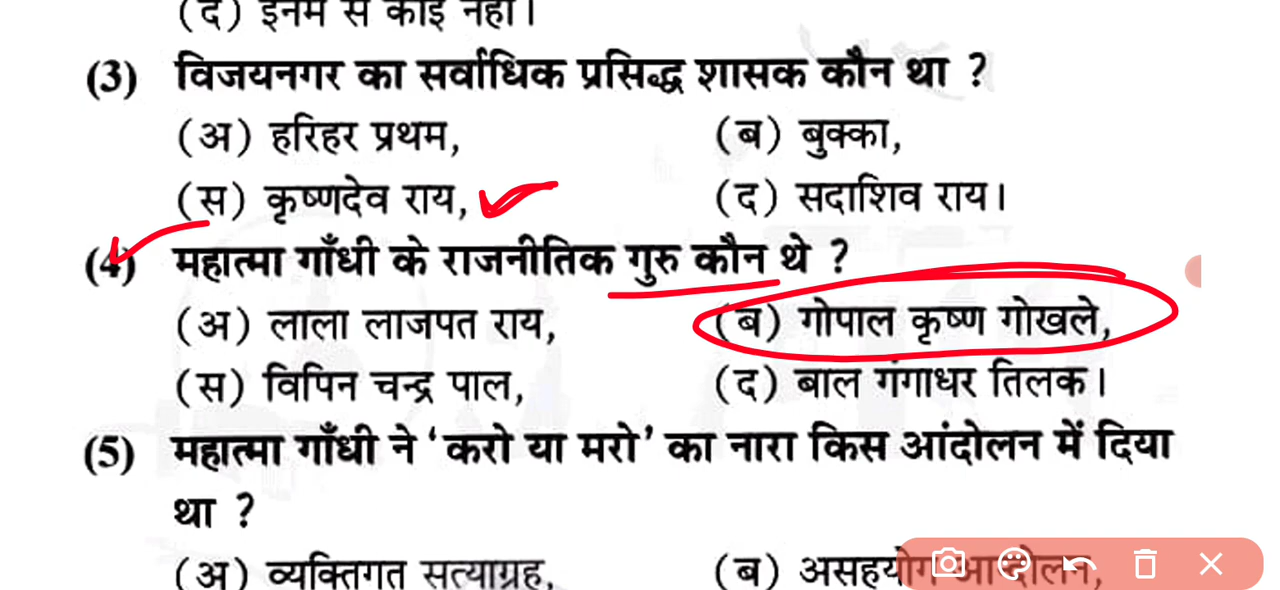 (द) इनमें से कोई नहीं।
(3) विजयनगर का सर्वाधिक प्रसिद्ध शासक कौन था ?
(अ) हरिहर प्रथम, (ब) बुक्का,
(स) कृष्णदेव राय, (द) सदाशिव राय।
(4) महात्मा गाँधी के राजनीतिक गुरु कौन थे ?
(अ) लाला लाजपत राय, (ब) गोपाल कृष्ण गोखले,
(स) विपिन चन्द्र पाल, (द) बाल गंगाधर तिलक।
(5) महात्मा गाँधी ने 'करो या मरो' का नारा किस आंदोलन में दिया
था ?
(अ) व्यक्तिगत सत्याग्रह, (ब) असहयोग आन्दोलन,